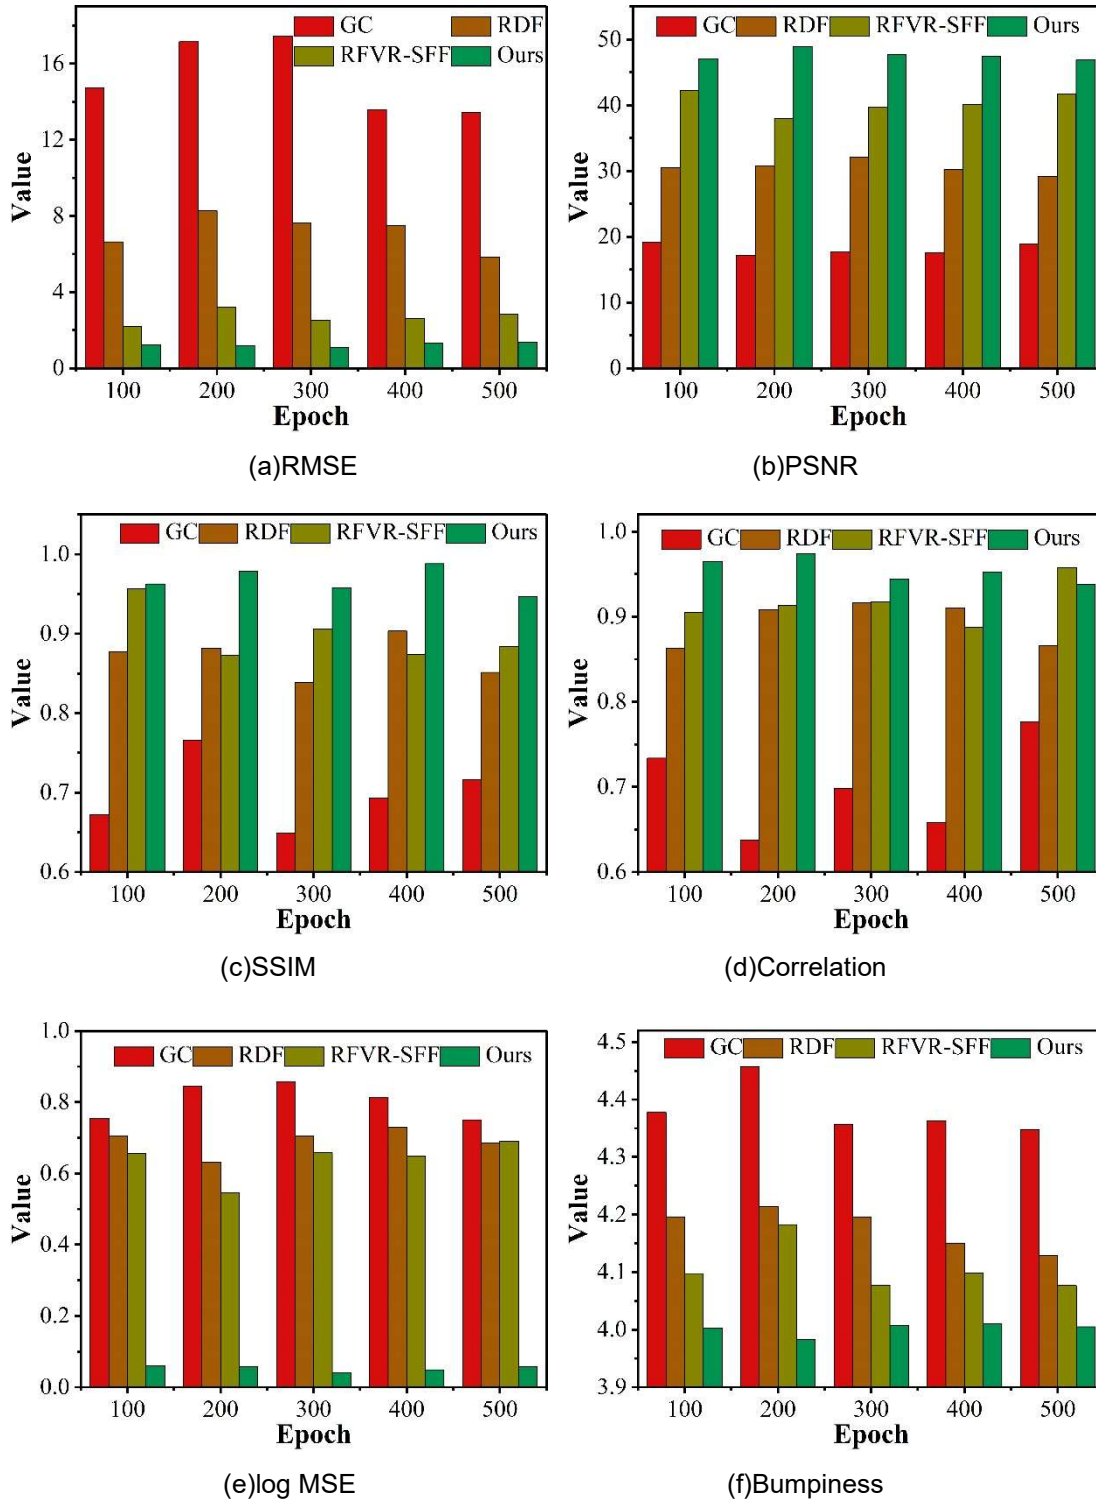 GC RDF
RFVR-SFF Ours
16
12
8
4
0
Value
100 200 300 400 500
Epoch
(a)RMSE
GC RDF
RFVR-SFF Ours
50
40
30
20
10
0
Value
100 200 300 400 500
Epoch
(b)PSNR
GC RDF RFVR-SFF Ours
1.0
0.9
0.8
0.7
0.6
Value
100 200 300 400 500
Epoch
(c)SSIM
GC RDF RFVR-SFF Ours
1.0
0.9
0.8
0.7
0.6
Value
100 200 300 400 500
Epoch
(d)Correlation
GC RDF RFVR-SFF Ours
1.0
0.8
0.6
0.4
0.2
0.0
Value
100 200 300 400 500
Epoch
(e)log MSE
GC RDF RFVR-SFF Ours
4.5
4.4
4.3
4.2
4.1
4.0
3.9
Value
100 200 300 400 500
Epoch
(f)Bumpiness